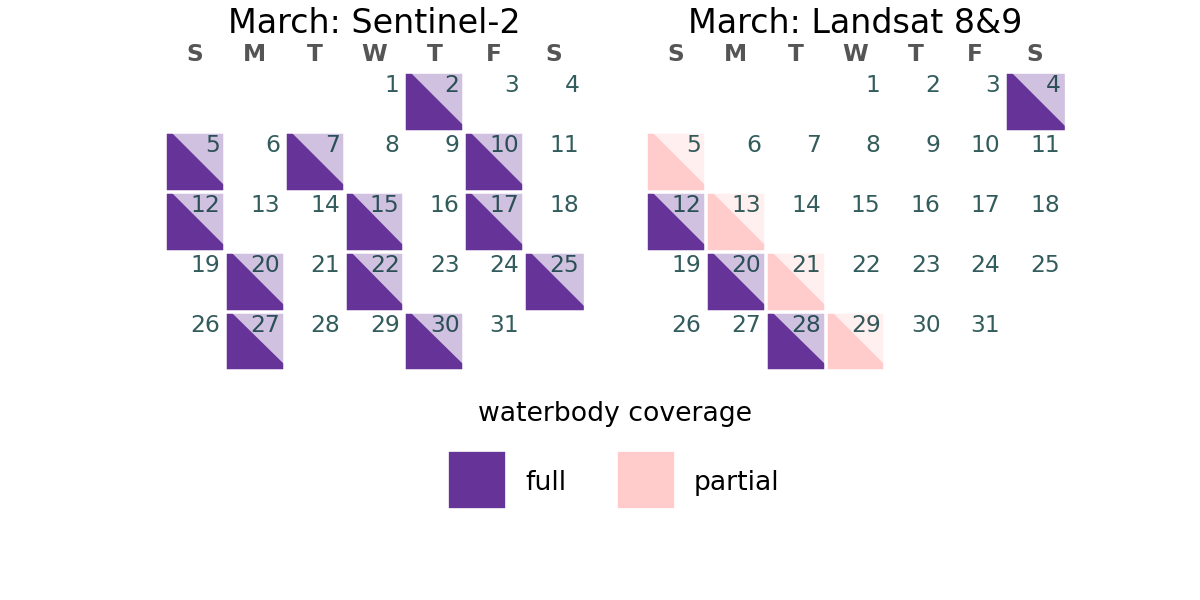 March: Sentinel-2
S M T W T F S
1 2 3 4
5 6 7 8 9 10 11
12 13 14 15 16 17 18
19 20 21 22 23 24 25
26 27 28 29 30 31
March: Landsat 8&9
S M T W T F S
1 2 3 4
5 6 7 8 9 10 11
12 13 14 15 16 17 18
19 20 21 22 23 24 25
26 27 28 29 30 31
waterbody coverage
full
partial